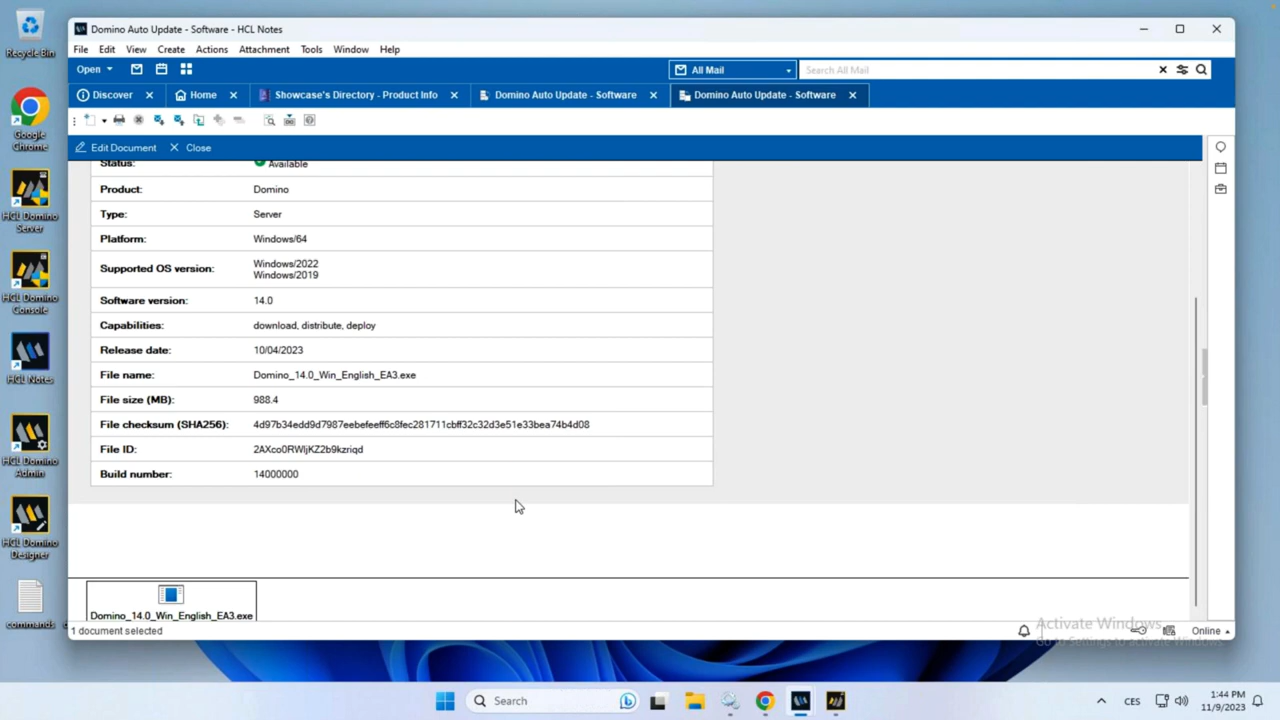 Recycle Bin
Google
Chrome
HCL Domino
Server
HCL Domino
Console
HCL Notes
HCL Domino
Admin
HCL Domino
Designer
commands
Domino Auto Update - Software - HCL Notes
File Edit View Create Actions Attachment Tools Window Help
Open
All Mail
Search All Mail
Discover
Home
Showcase's Directory - Product Info
Domino Auto Update - Software
Domino Auto Update - Software
Edit Document
Close
Status: Available
Product: Domino
Type: Server
Platform: Windows/64
Supported OS version: Windows/2022
Windows/2019
Software version: 14.0
Capabilities: download, distribute, deploy
Release date: 10/04/2023
File name: Domino_14.0_Win_English_EA3.exe
File size (MB): 988.4
File checksum (SHA256): 4d97b34edd9d7987eebefeeff6c8fec281711cbff32c32d3e51e33bea74b4d08
File ID: 2AXco0RWljKZ2b9kzriqd
Build number: 14000000
Domino_14.0_Win_English_EA3.exe
1 document selected
Online
Activate Windows
Go to Settings to activate Windows.
Search
CES
1:44 PM
11/9/2023